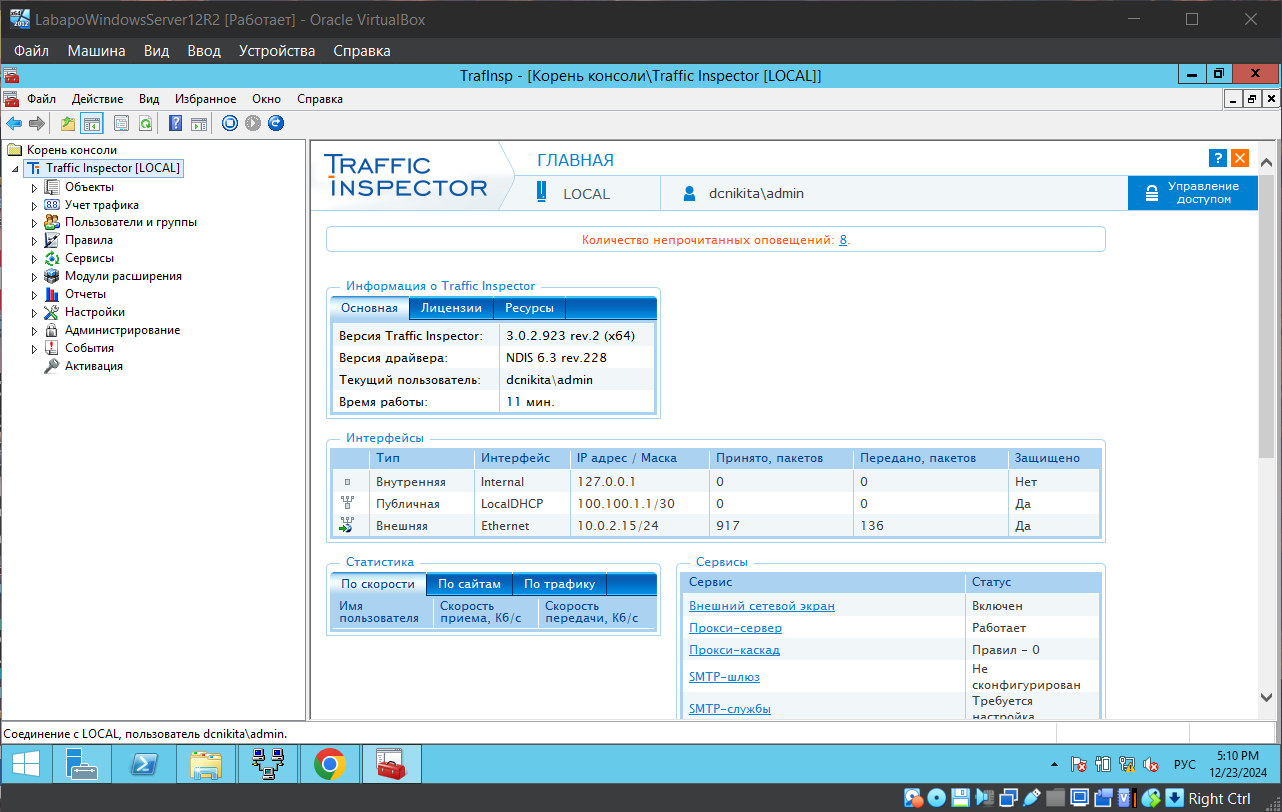 LabapoWindowsServer12R2 [Работает] - Oracle VirtualBox
Файл Машина Вид Ввод Устройства Справка
TrafInsp - [Корень консоли\Traffic Inspector [LOCAL]]
Файл Действие Вид Избранное Окно Справка
Корень консоли
Traffic Inspector [LOCAL]
Объекты
Учет трафика
Пользователи и группы
Правила
Сервисы
Модули расширения
Отчеты
Настройки
Администрирование
События
Активация
TRAFFIC
INSPECTOR
ГЛАВНАЯ
LOCAL
dcnikita\admin
Управление
доступом
Количество непрочитанных оповещений: 8.
Информация о Traffic Inspector
Основная Лицензии Ресурсы
Версия Traffic Inspector: 3.0.2.923 rev.2 (x64)
Версия драйвера: NDIS 6.3 rev.228
Текущий пользователь: dcnikita\admin
Время работы: 11 мин.
Интерфейсы
Тип Интерфейс IP адрес / Маска Принято, пакетов Передано, пакетов Защищено
Внутренняя Internal 127.0.0.1 0 0 Нет
Публичная LocalDHCP 100.100.1.1/30 0 0 Да
Внешняя Ethernet 10.0.2.15/24 917 136 Да
Статистика
По скорости По сайтам По трафику
Имя
пользователя
Скорость
приема, Кб/с
Скорость
передачи, Кб/с
Сервисы
Сервис Статус
Внешний сетевой экран Включен
Прокси-сервер Работает
Прокси-каскад Правил - 0
SMTP-шлюз
Не
сконфигурирован
SMTP-службы
Требуется
настройка
Соединение с LOCAL, пользователь dcnikita\admin.
РУС
5:10 PM
12/23/2024
Right Ctrl